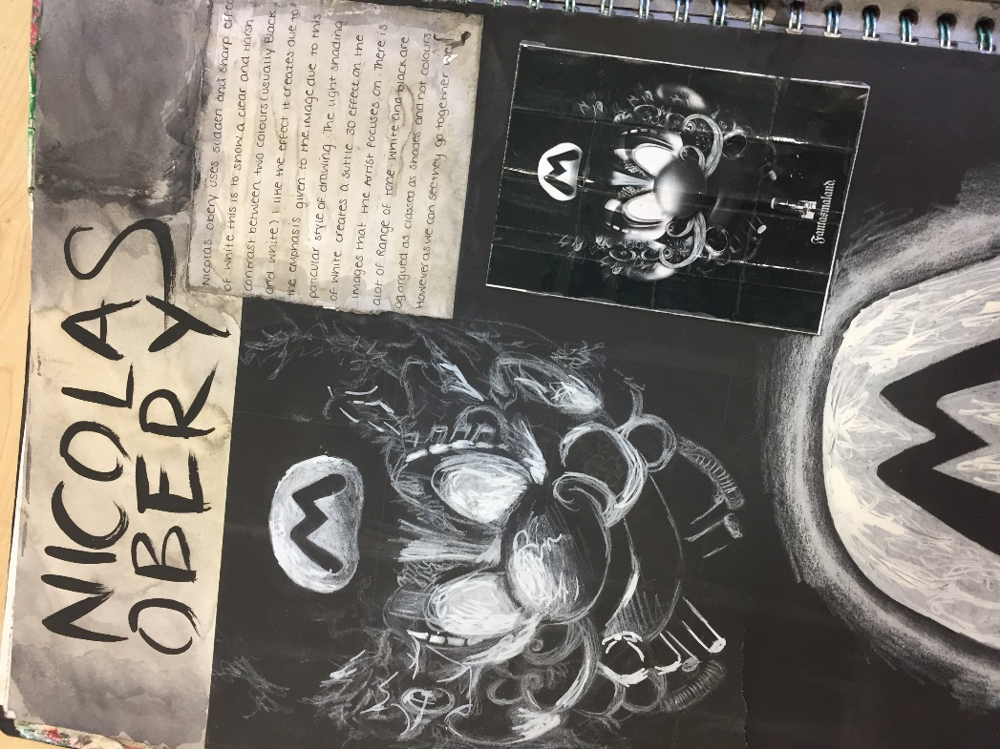 NICOLAS
OBERY
Nicolas Obery uses sudden and sharp effe
of white this is to show a clear and Harsh
contrast between two colours (usually Black
and white) I like the effect it creates due to
the emphasis given to the image due to this
paticular style of drawing. The light shading
of white creates a suttle 3D effect on the
images that the Artist focuses on. There is
alot of Range of tone. White and black are
argued as classed as shades and not colours
However as we can see they go together
M
Fantasmaland
M
M